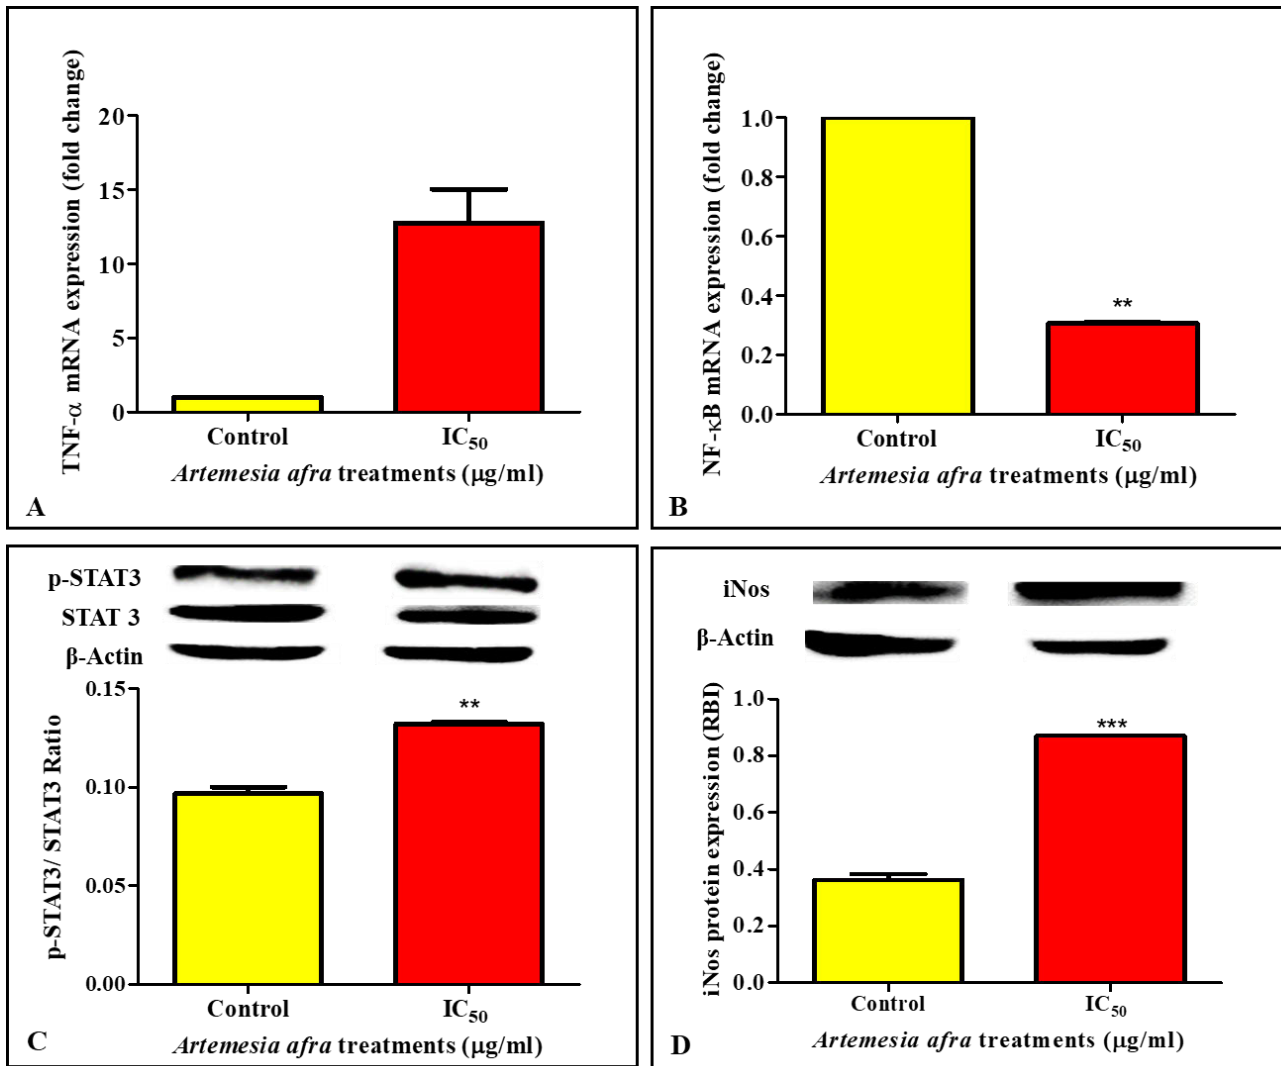 TNF-α mRNA expression (fold change)
20
15
10
5
0
Control
IC50
Artemesia afra treatments (µg/ml)
A
NF-κB mRNA expression (fold change)
1.0
0.8
0.6
0.4
0.2
0.0
**
Control
IC50
Artemesia afra treatments (µg/ml)
B
p-STAT3
STAT 3
β-Actin
p-STAT3/ STAT3 Ratio
0.15
0.10
0.05
0.00
**
Control
IC50
Artemesia afra treatments (µg/ml)
C
iNos
β-Actin
iNos protein expression (RBI)
1.0
0.8
0.6
0.4
0.2
0.0
***
Control
IC50
Artemesia afra treatments (µg/ml)
D